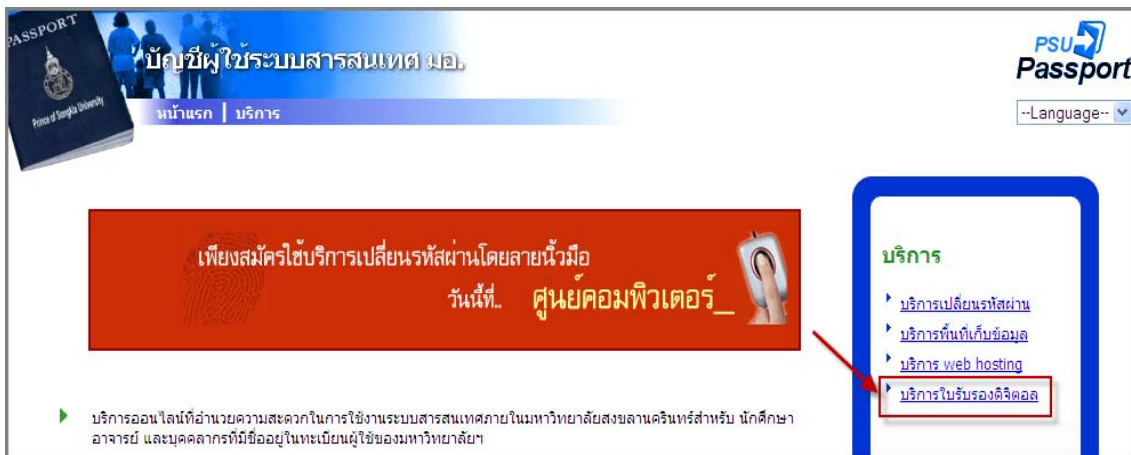 PASSPORT
Prince of Songkla University
บัญชีผู้ใช้ระบบสารสนเทศ มอ.
PSU
Passport
หน้าแรก | บริการ
--Language--
เพียงสมัครใช้บริการเปลี่ยนรหัสผ่านโดยลายนิ้วมือ
วันนี้ที่.. ศูนย์คอมพิวเตอร์_
บริการ
บริการเปลี่ยนรหัสผ่าน
บริการพื้นที่เก็บข้อมูล
บริการ web hosting
บริการใบรับรองดิจิตอล
บริการออนไลน์ที่อำนวยความสะดวกในการใช้งานระบบสารสนเทศภายในมหาวิทยาลัยสงขลานครินทร์สำหรับ นักศึกษา
อาจารย์ และบุคคลากรที่มีชื่ออยู่ในทะเบียนผู้ใช้ของมหาวิทยาลัยฯ